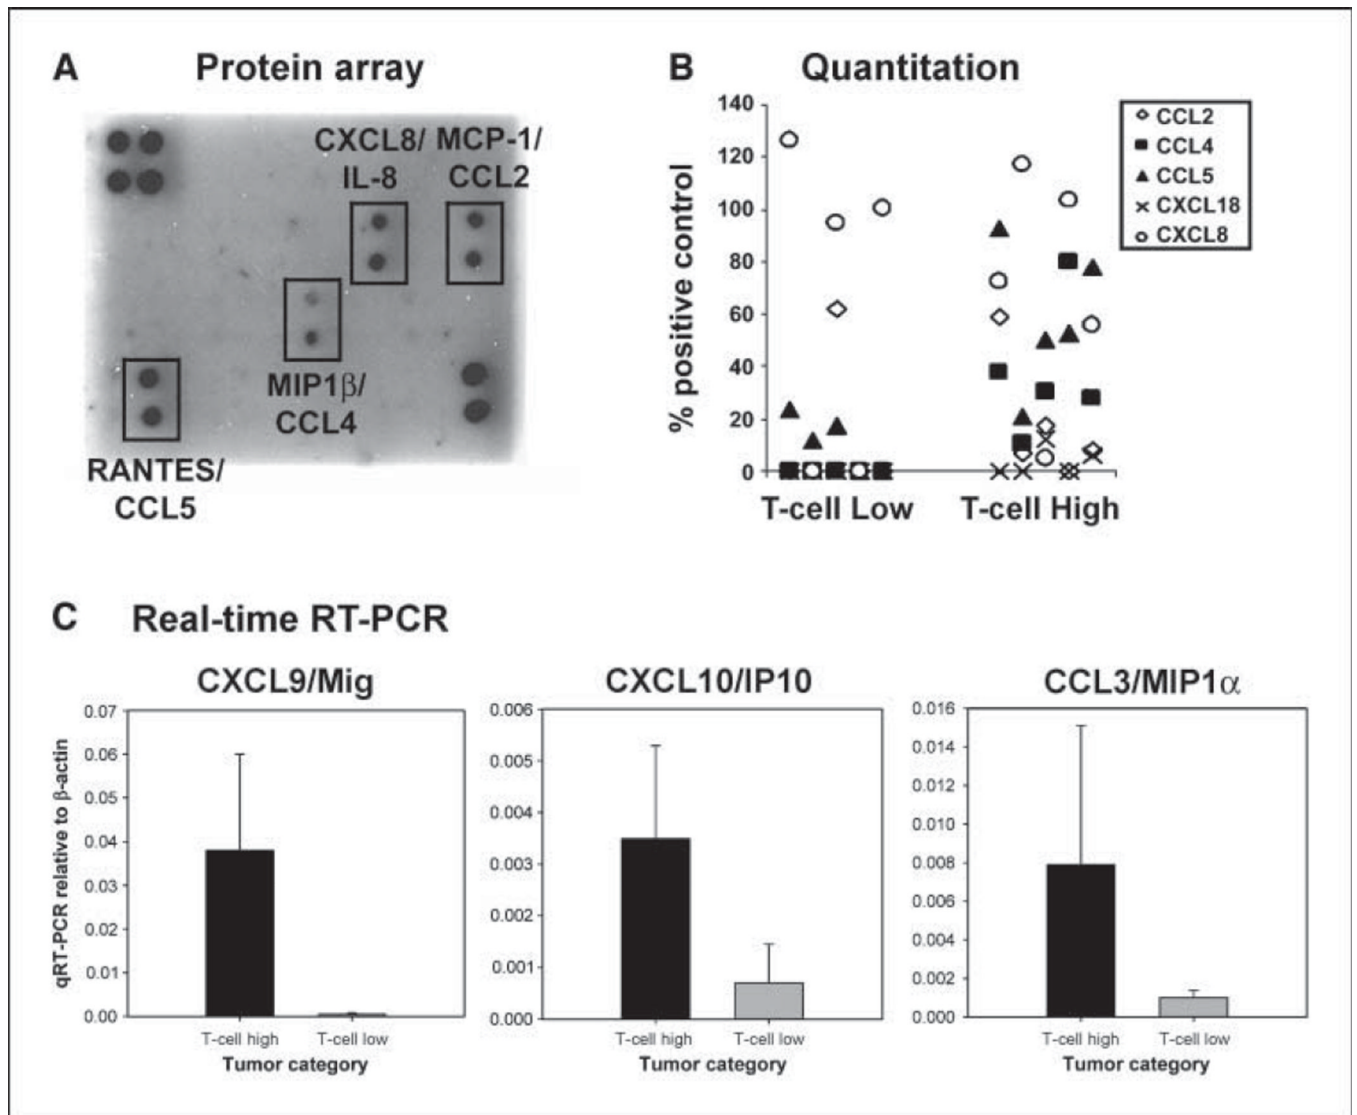 A Protein array
CXCL8/ MCP-1/
IL-8 CCL2
MIP1β/
CCL4
RANTES/
CCL5
B Quantitation
140
120
100
80
60
40
20
0
% positive control
T-cell Low T-cell High
CCL2
CCL4
CCL5
CXCL18
CXCL8
C Real-time RT-PCR
CXCL9/Mig
0.07
0.06
0.05
0.04
0.03
0.02
0.01
0.00
qRT-PCR relative to β-actin
T-cell high T-cell low
Tumor category
CXCL10/IP10
0.006
0.005
0.004
0.003
0.002
0.001
0.000
T-cell high T-cell low
Tumor category
CCL3/MIP1α
0.016
0.014
0.012
0.010
0.008
0.006
0.004
0.002
0.000
T-cell high T-cell low
Tumor category